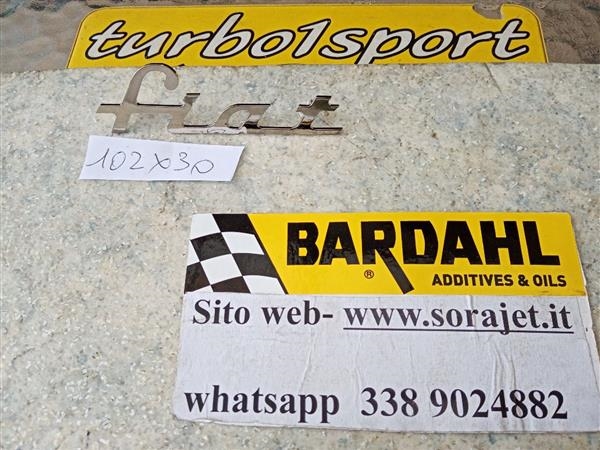 turbo1sport
fiat
102x30
BARDAHL
®
ADDITIVES & OILS
Sito web- www.sorajet.it
whatsapp 338 9024882